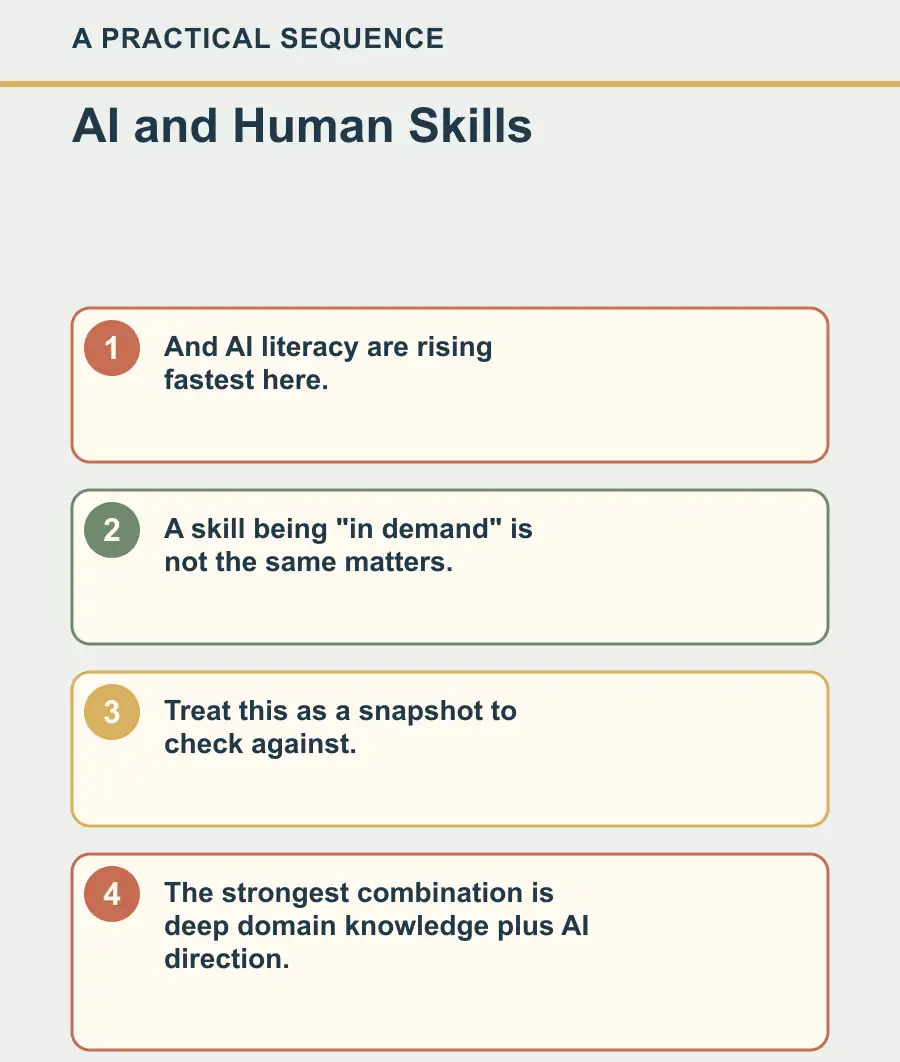 A PRACTICAL SEQUENCE
AI and Human Skills
1
And AI literacy are rising
fastest here.
2
A skill being "in demand" is
not the same matters.
3
Treat this as a snapshot to
check against.
4
The strongest combination is
deep domain knowledge plus AI
direction.